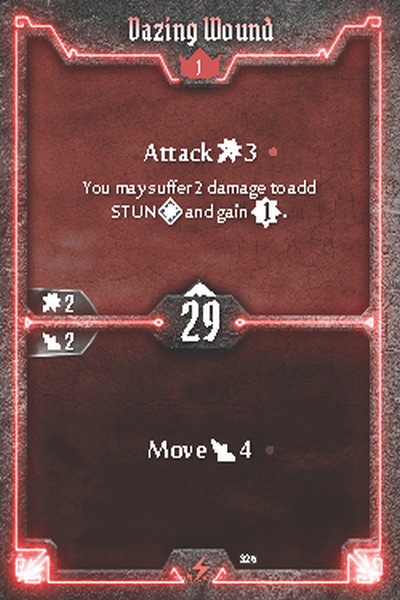 Dazing Wound
1
Attack 3
You may suffer 2 damage to add
STUN and gain 1.
2
29
2
Move 4
326